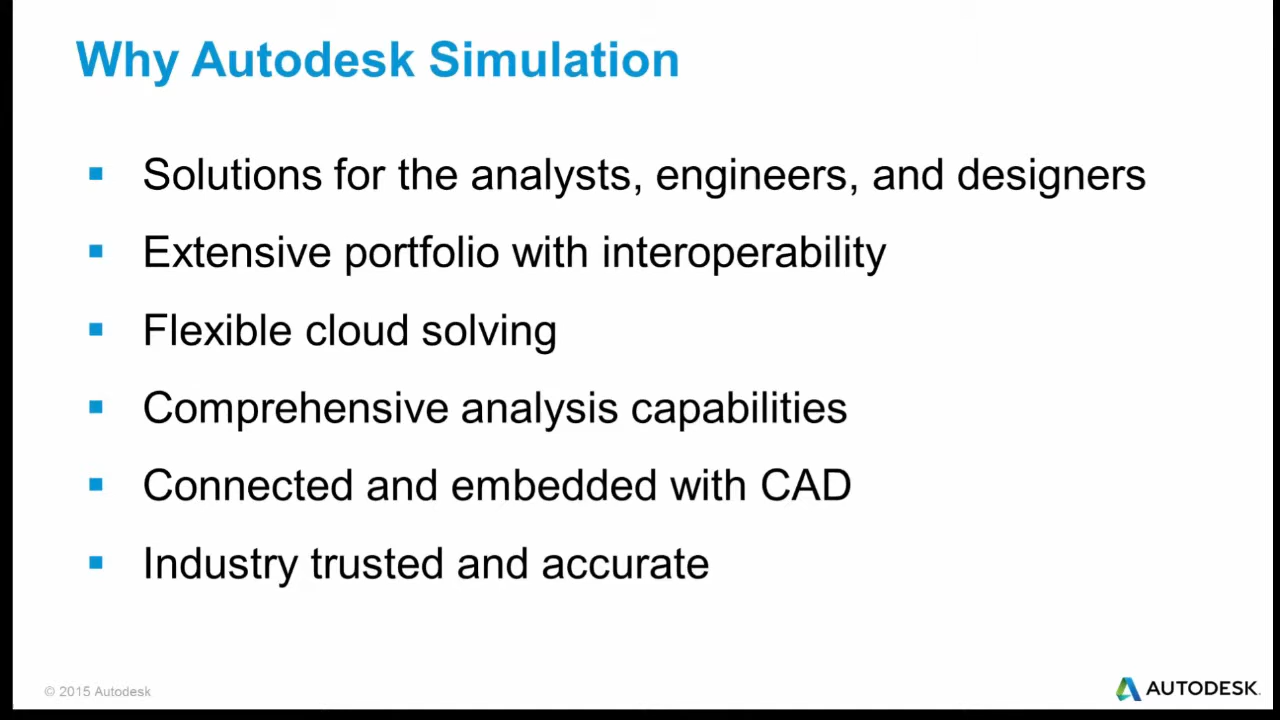 Why Autodesk Simulation
▪ Solutions for the analysts, engineers, and designers
▪ Extensive portfolio with interoperability
▪ Flexible cloud solving
▪ Comprehensive analysis capabilities
▪ Connected and embedded with CAD
▪ Industry trusted and accurate
© 2015 Autodesk
AUTODESK.